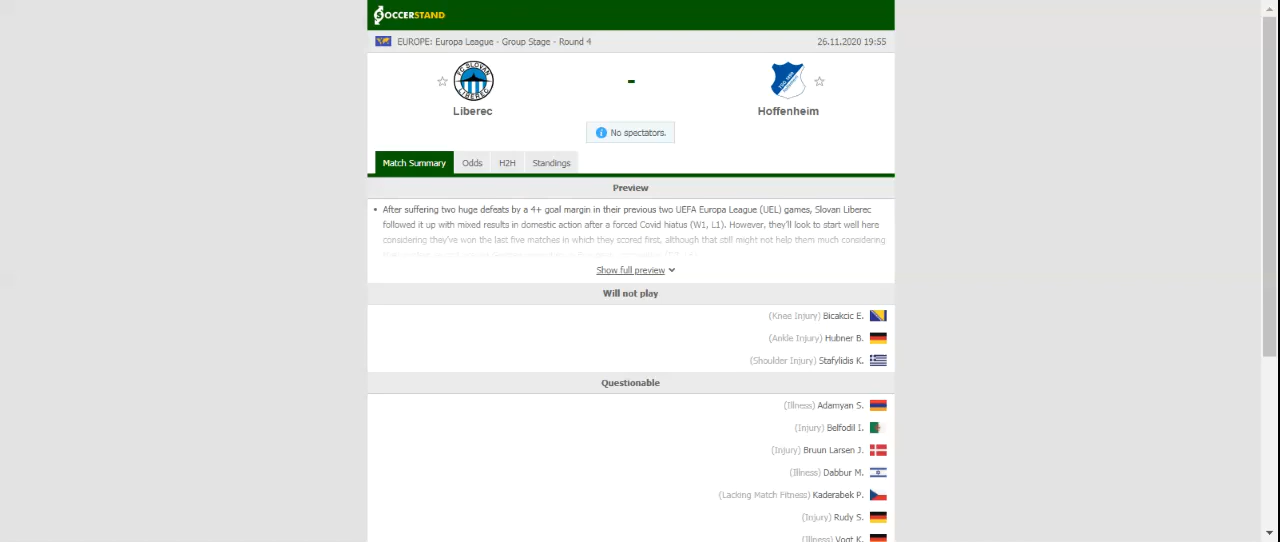 SOCCERSTAND
EUROPE: Europa League - Group Stage - Round 4
26.11.2020 19:55
FC SLOVAN LIBEREC
-
Liberec
Hoffenheim
No spectators.
Match Summary
Odds
H2H
Standings
Preview
• After suffering two huge defeats by a 4+ goal margin in their previous two UEFA Europa League (UEL) games, Slovan Liberec
followed it up with mixed results in domestic action after a forced Covid hiatus (W1, L1). However, they'll look to start well here
considering they've won the last five matches in which they scored first, although that still might not help them much considering
Show full preview
Will not play
(Knee Injury) Bicakcic E.
(Ankle Injury) Hubner B.
(Shoulder Injury) Stafylidis K.
Questionable
(Illness) Adamyan S.
(Injury) Belfodil I.
(Injury) Bruun Larsen J.
(Illness) Dabbur M.
(Lacking Match Fitness) Kaderabek P.
(Injury) Rudy S.
(Illness) Vogt K.